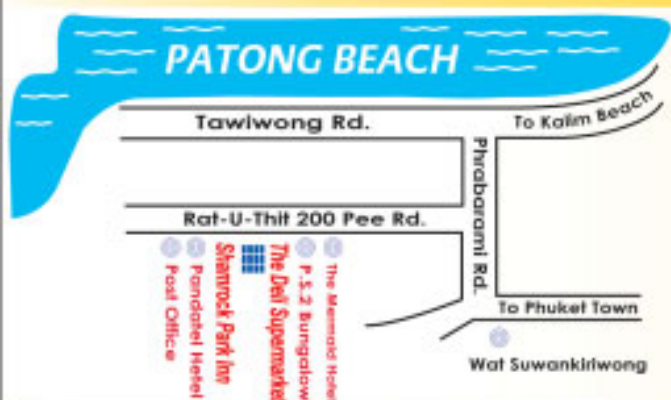 PATONG BEACH
Tawiwong Rd.
To Kalim Beach
Phrabarami Rd.
Rat-U-Thit 200 Pee Rd.
Post Office
Pandatel Hotel
Shamrock Park Inn
The Deli Supermarket
P.S.2 Bungalow
The Mermaid Hotel
To Phuket Town
Wat Suwankiriwong